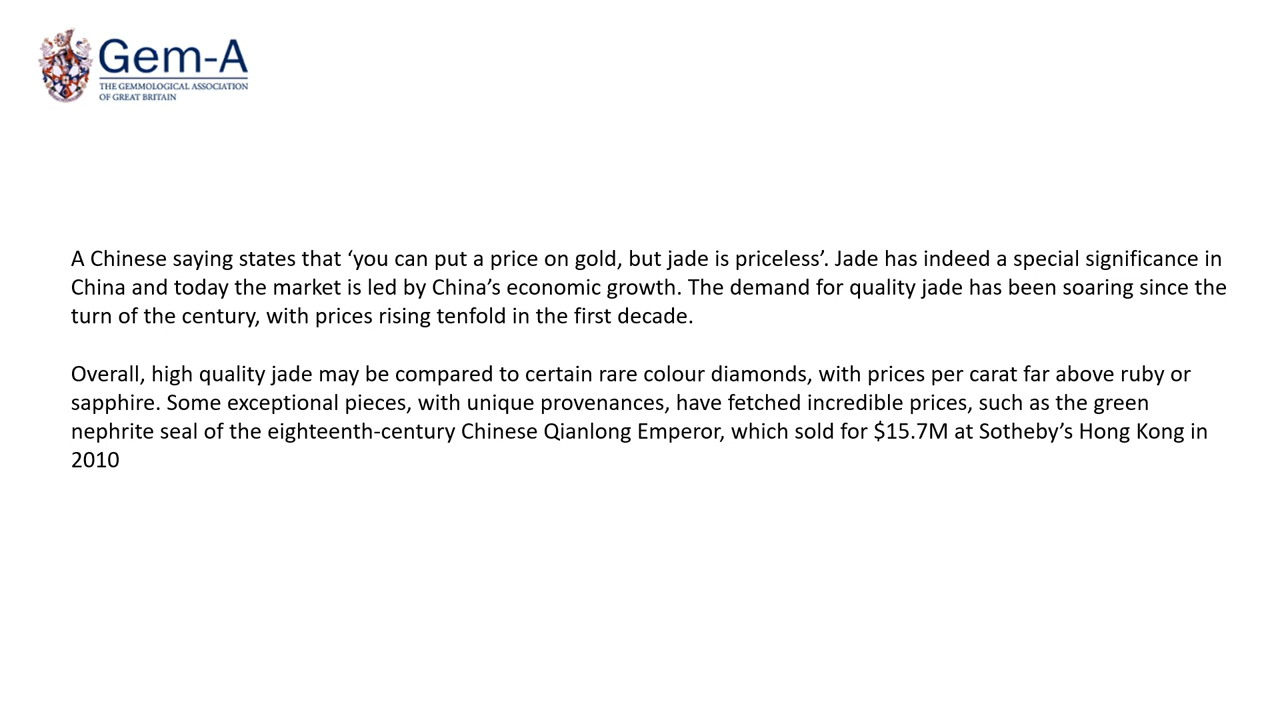 Gem-A
THE GEMMOLOGICAL ASSOCIATION
OF GREAT BRITAIN
A Chinese saying states that ‘you can put a price on gold, but jade is priceless’. Jade has indeed a special significance in
China and today the market is led by China’s economic growth. The demand for quality jade has been soaring since the
turn of the century, with prices rising tenfold in the first decade.
Overall, high quality jade may be compared to certain rare colour diamonds, with prices per carat far above ruby or
sapphire. Some exceptional pieces, with unique provenances, have fetched incredible prices, such as the green
nephrite seal of the eighteenth-century Chinese Qianlong Emperor, which sold for $15.7M at Sotheby’s Hong Kong in
2010